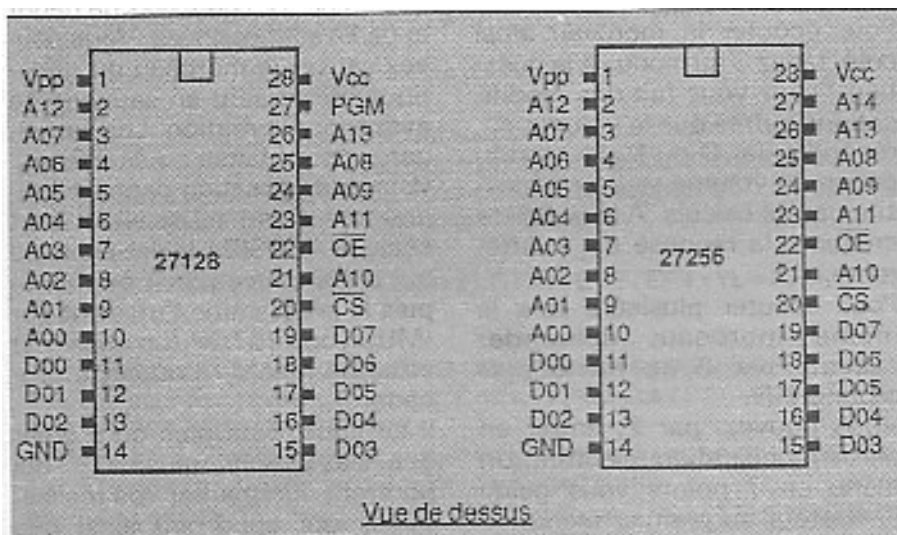 Vpp 1 28 Vcc
A12 2 27 PGM
A07 3 26 A13
A06 4 25 A08
A05 5 24 A09
A04 6 23 A11
A03 7 22 OE
A02 8 21 A10
A01 9 20 CS
A00 10 19 D07
D00 11 18 D06
D01 12 17 D05
D02 13 16 D04
GND 14 15 D03
27128
Vpp 1 28 Vcc
A12 2 27 A14
A07 3 26 A13
A06 4 25 A08
A05 5 24 A09
A04 6 23 A11
A03 7 22 OE
A02 8 21 A10
A01 9 20 CS
A00 10 19 D07
D00 11 18 D06
D01 12 17 D05
D02 13 16 D04
GND 14 15 D03
27256
Vue de dessus